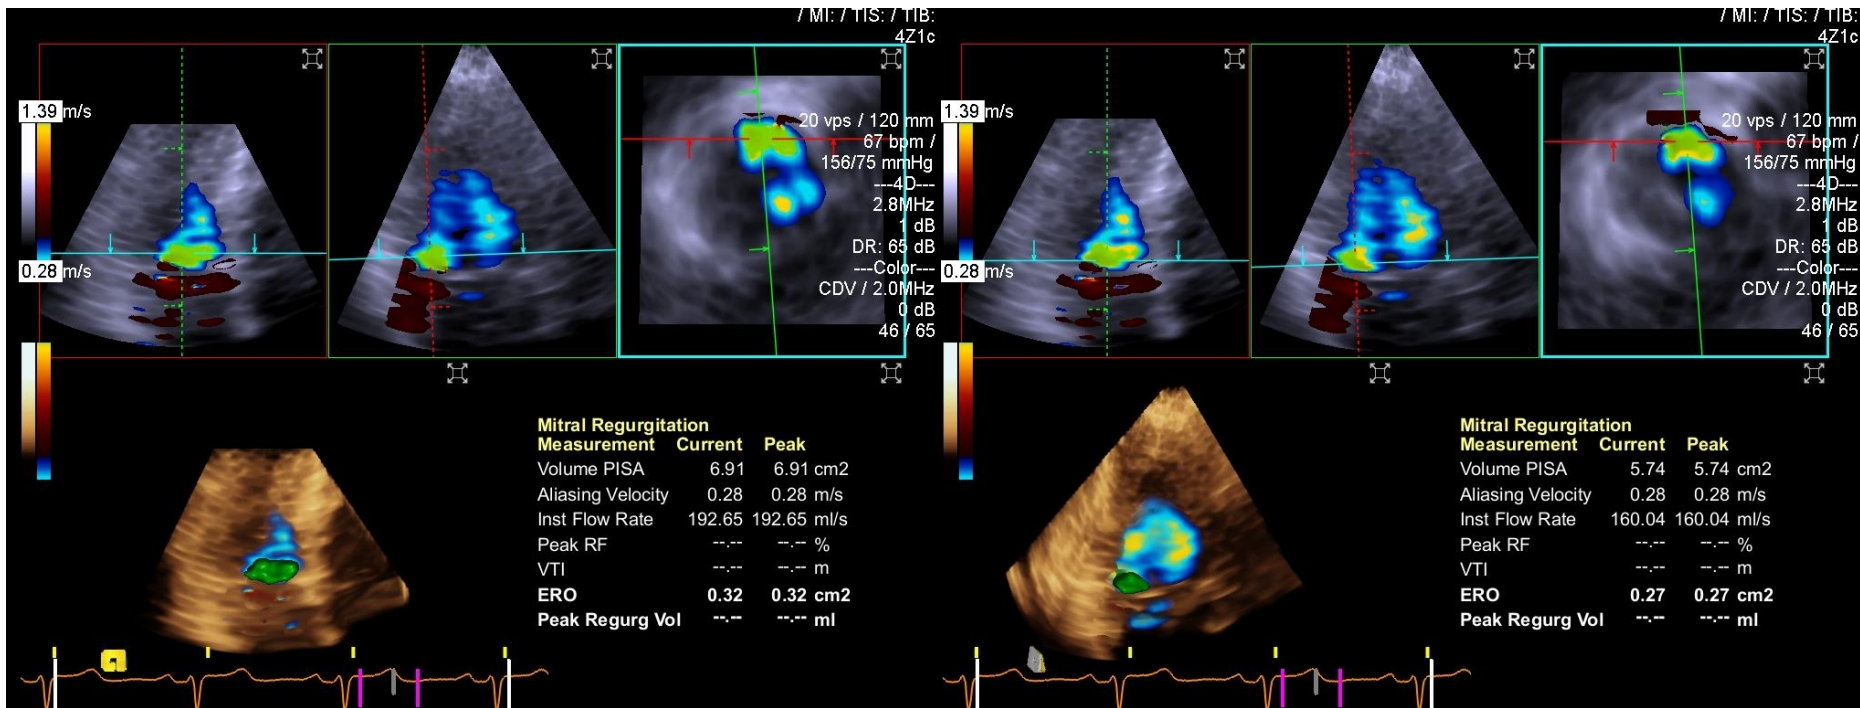 / MI: / TIS: / TIB:
4Z1c
1.39 m/s
0.28 m/s
20 vps / 120 mm
67 bpm /
156/75 mmHg
---4D---
2.8MHz
1 dB
DR: 65 dB
---Color---
CDV / 2.0MHz
0 dB
46 / 65
Mitral Regurgitation
Measurement Current Peak
Volume PISA 6.91 6.91 cm2
Aliasing Velocity 0.28 0.28 m/s
Inst Flow Rate 192.65 192.65 ml/s
Peak RF --.-- --.-- %
VTI --.-- --.-- m
ERO 0.32 0.32 cm2
Peak Regurg Vol --.-- --.-- ml
/ MI: / TIS: / TIB:
4Z1c
1.39 m/s
0.28 m/s
20 vps / 120 mm
67 bpm /
156/75 mmHg
---4D---
2.8MHz
1 dB
DR: 65 dB
---Color---
CDV / 2.0MHz
0 dB
46 / 65
Mitral Regurgitation
Measurement Current Peak
Volume PISA 5.74 5.74 cm2
Aliasing Velocity 0.28 0.28 m/s
Inst Flow Rate 160.04 160.04 ml/s
Peak RF --.-- --.-- %
VTI --.-- --.-- m
ERO 0.27 0.27 cm2
Peak Regurg Vol --.-- --.-- ml